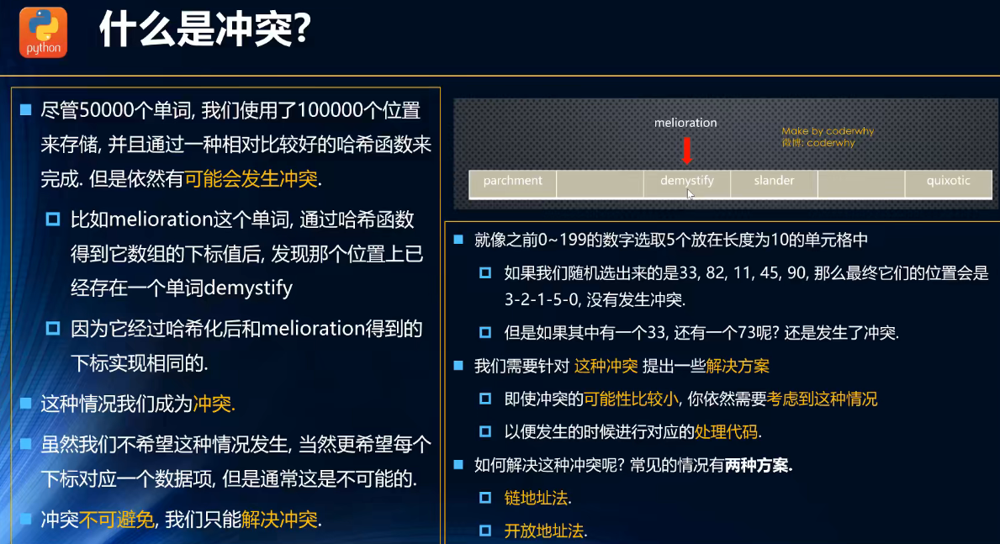 python
什么是冲突?
尽管50000个单词, 我们使用了100000个位置
来存储, 并且通过一种相对比较好的哈希函数来
完成. 但是依然有可能会发生冲突.
比如melioration这个单词, 通过哈希函数
得到它数组的下标值后, 发现那个位置上已
经存在一个单词demystify
因为它经过哈希化后和melioration得到的
下标实现相同的.
这种情况我们成为冲突.
虽然我们不希望这种情况发生, 当然更希望每个
下标对应一个数据项, 但是通常这是不可能的.
冲突不可避免, 我们只能解决冲突.
melioration
Make by coderwhy
微博: coderwhy
parchment demystify slander quixotic
就像之前0~199的数字选取5个放在长度为10的单元格中
如果我们随机选出来的是33, 82, 11, 45, 90, 那么最终它们的位置会是
3-2-1-5-0, 没有发生冲突.
但是如果其中有一个33, 还有一个73呢? 还是发生了冲突.
我们需要针对 这种冲突 提出一些解决方案
即使冲突的可能性比较小, 你依然需要考虑到这种情况
以便发生的时候进行对应的处理代码.
如何解决这种冲突呢? 常见的情况有两种方案.
链地址法.
开放地址法.